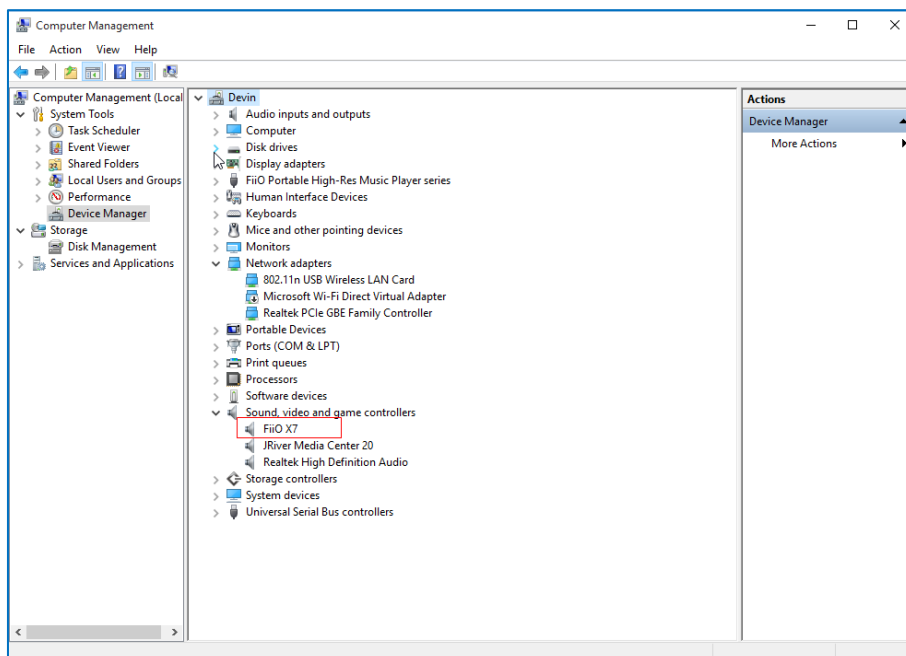 Computer Management
File Action View Help
Computer Management (Local
System Tools
Task Scheduler
Event Viewer
Shared Folders
Local Users and Groups
Performance
Device Manager
Storage
Disk Management
Services and Applications
Devin
Audio inputs and outputs
Computer
Disk drives
Display adapters
FiiO Portable High-Res Music Player series
Human Interface Devices
Keyboards
Mice and other pointing devices
Monitors
Network adapters
802.11n USB Wireless LAN Card
Microsoft Wi-Fi Direct Virtual Adapter
Realtek PCIe GBE Family Controller
Portable Devices
Ports (COM & LPT)
Print queues
Processors
Software devices
Sound, video and game controllers
FiiO X7
JRiver Media Center 20
Realtek High Definition Audio
Storage controllers
System devices
Universal Serial Bus controllers
Actions
Device Manager
More Actions